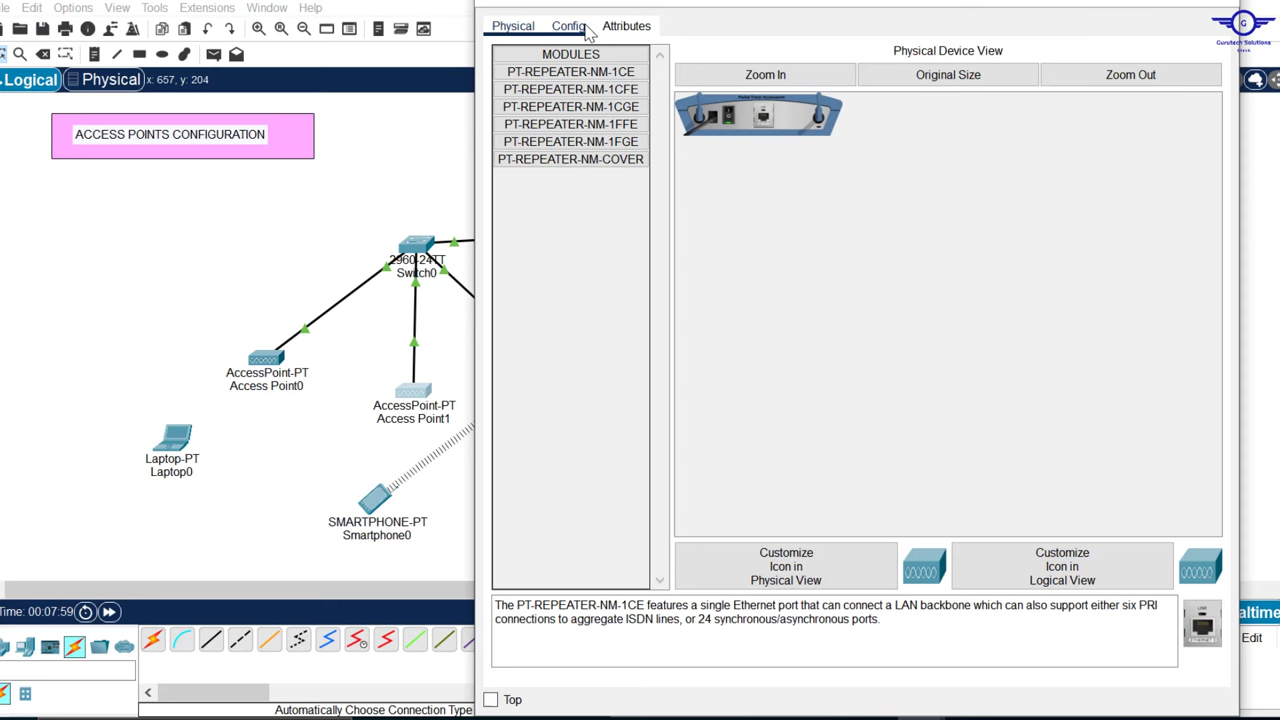 Edit View Tools Extensions Window Help
Physical Config Attributes
Gurutech Solutions
Logical Physical x: 657, y: 204
MODULES
PT-REPEATER-NM-1CE
PT-REPEATER-NM-1CFE
PT-REPEATER-NM-1CGE
PT-REPEATER-NM-1FFE
PT-REPEATER-NM-1FGE
PT-REPEATER-NM-COVER
Physical Device View
Zoom In Original Size Zoom Out
ACCESS POINTS CONFIGURATION
2960-24TT
Switch0
AccessPoint-PT
Access Point0
AccessPoint-PT
Access Point1
Laptop-PT
Laptop0
SMARTPHONE-PT
Smartphone0
Customize
Icon in
Physical View
Customize
Icon in
Logical View
The PT-REPEATER-NM-1CE features a single Ethernet port that can connect a LAN backbone which can also support either six PRI
connections to aggregate ISDN lines, or 24 synchronous/asynchronous ports.
Time: 00:07:59
altime
Edit
Top
Automatically Choose Connection Type